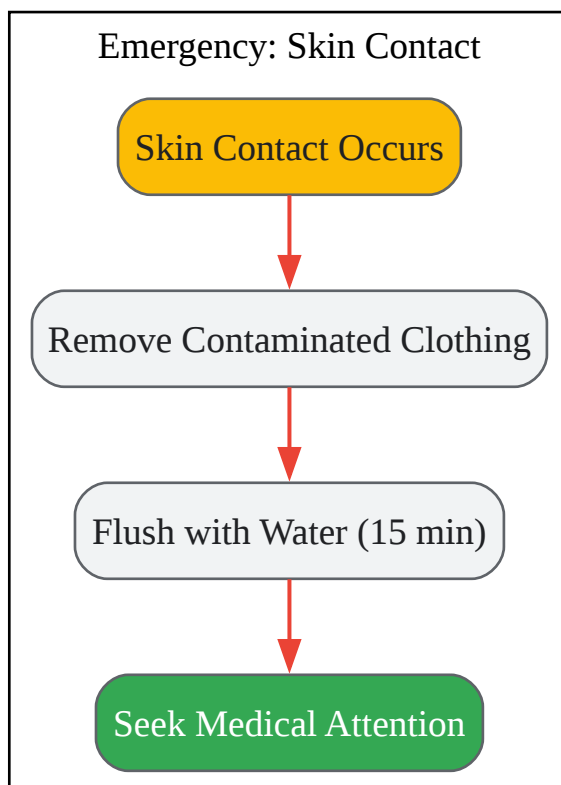 Emergency: Skin Contact
Skin Contact Occurs
Remove Contaminated Clothing
Flush with Water (15 min)
Seek Medical Attention